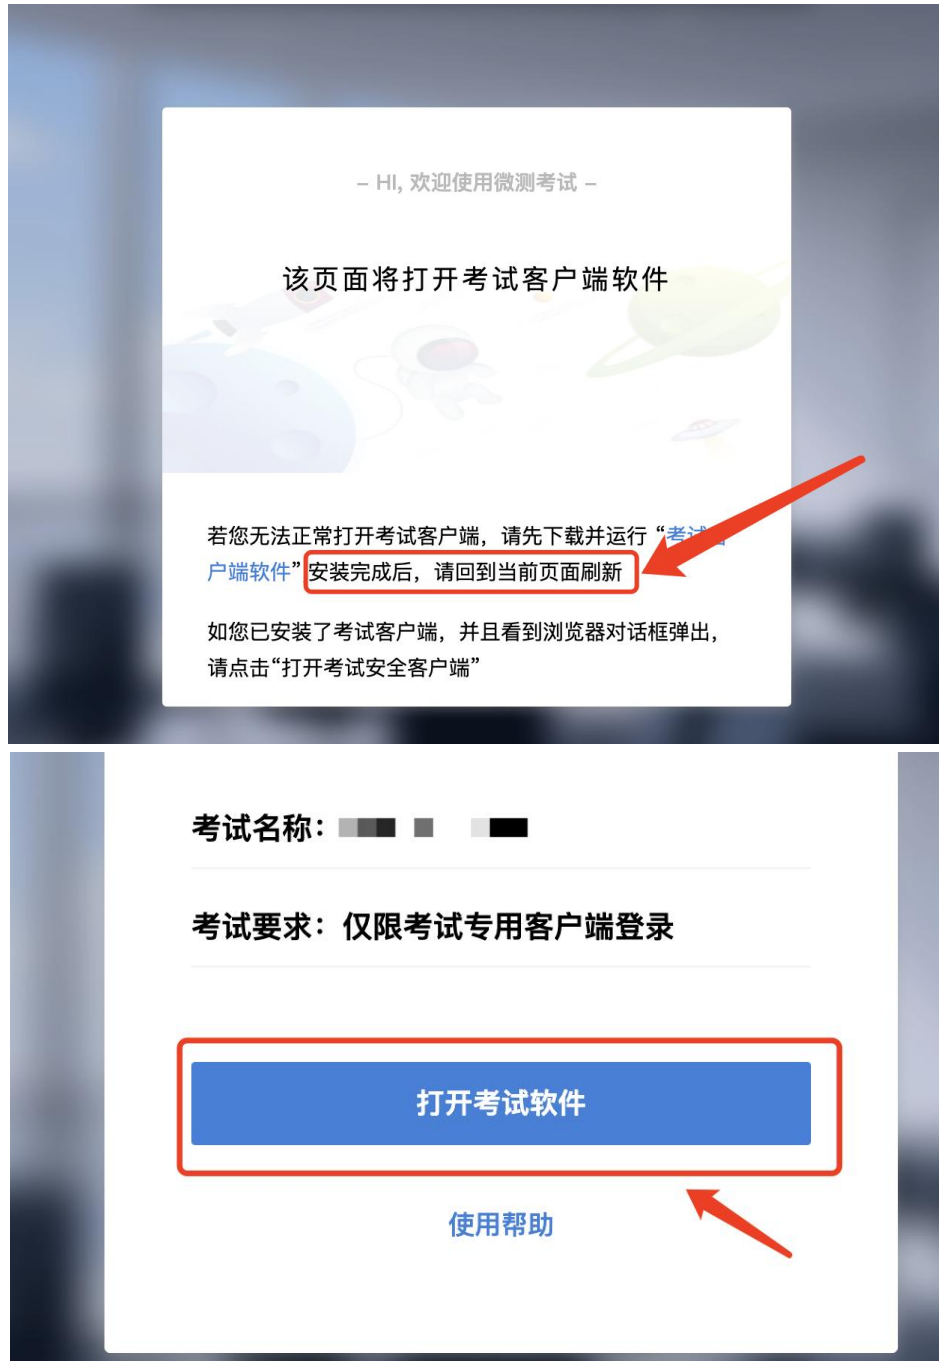 – HI, 欢迎使用微测考试 –
该页面将打开考试客户端软件
若您无法正常打开考试客户端，请先下载并运行 “考试客
户端软件” 安装完成后，请回到当前页面刷新
如您已安装了考试客户端，并且看到浏览器对话框弹出，
请点击“打开考试安全客户端”
考试名称：
考试要求：仅限考试专用客户端登录
打开考试软件
使用帮助